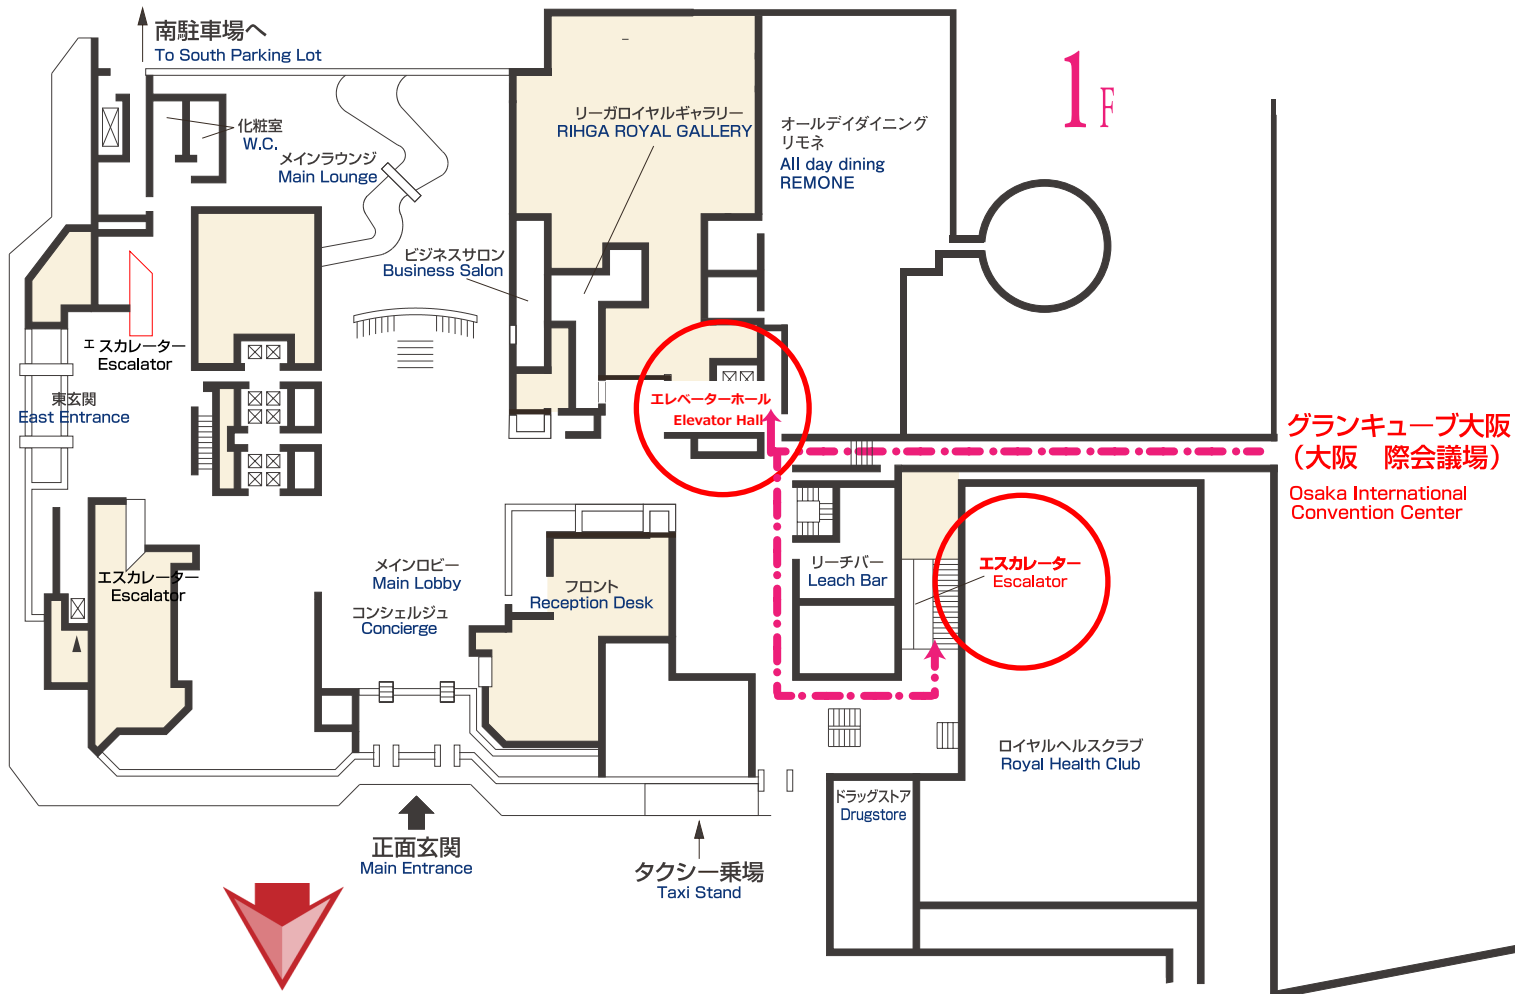 南駐車場へ
To South Parking Lot
1F
化粧室
W.C.
メインラウンジ
Main Lounge
リーガロイヤルギャラリー
RIHGA ROYAL GALLERY
オールデイダイニング
リモネ
All day dining
REMONE
ビジネスサロン
Business Salon
エスカレーター
Escalator
東玄関
East Entrance
エレベーターホール
Elevator Hall
グランキューブ大阪
（大阪　際会議場）
Osaka International
Convention Center
エスカレーター
Escalator
メインロビー
Main Lobby
コンシェルジュ
Concierge
フロント
Reception Desk
リーチバー
Leach Bar
エスカレーター
Escalator
ロイヤルヘルスクラブ
Royal Health Club
ドラッグストア
Drugstore
正面玄関
Main Entrance
タクシー乗場
Taxi Stand